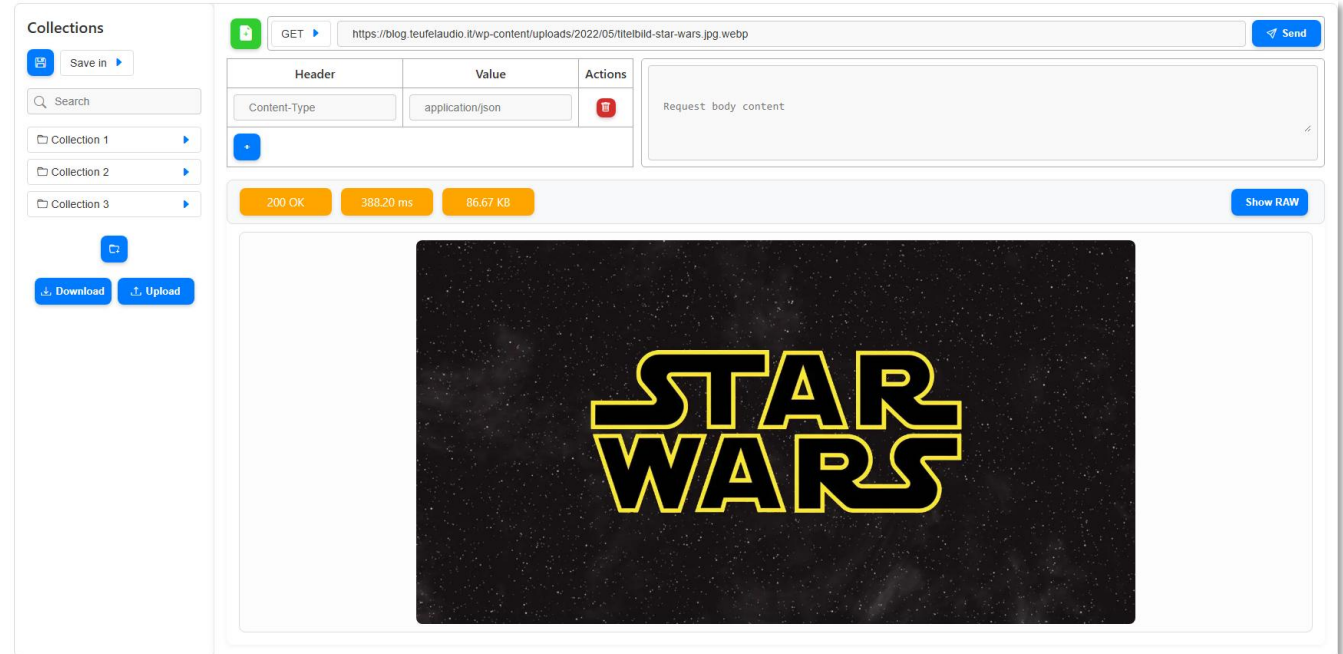 Collections
Save in
Search
Collection 1
Collection 2
Collection 3
Download
Upload
GET
https://blog.teufelaudio.it/wp-content/uploads/2022/05/titelbild-star-wars.jpg.webp
Send
Header Value Actions
Content-Type application/json
+
Request body content
200 OK 388.20 ms 86.67 KB
Show RAW
STAR
WARS